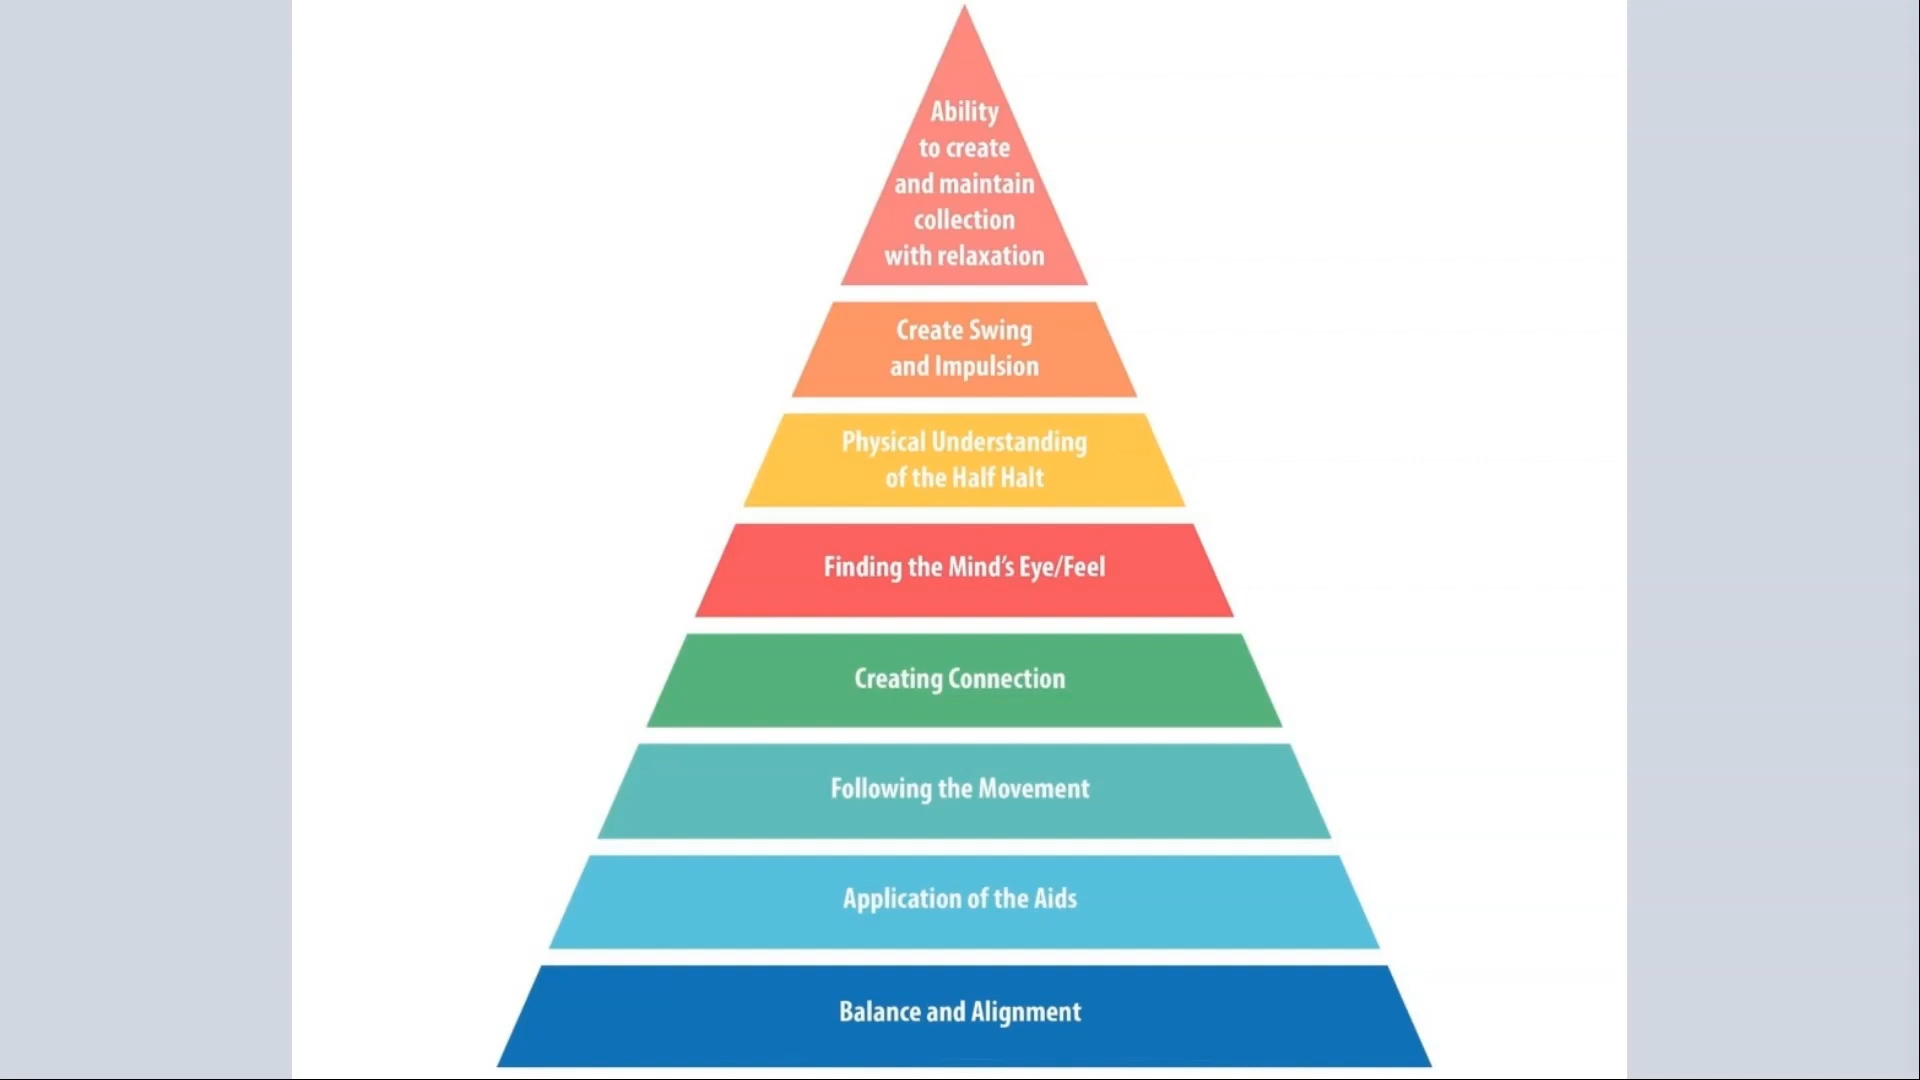 Ability
to create
and maintain
collection
with relaxation
Create Swing
and Impulsion
Physical Understanding
of the Half Halt
Finding the Mind’s Eye/Feel
Creating Connection
Following the Movement
Application of the Aids
Balance and Alignment